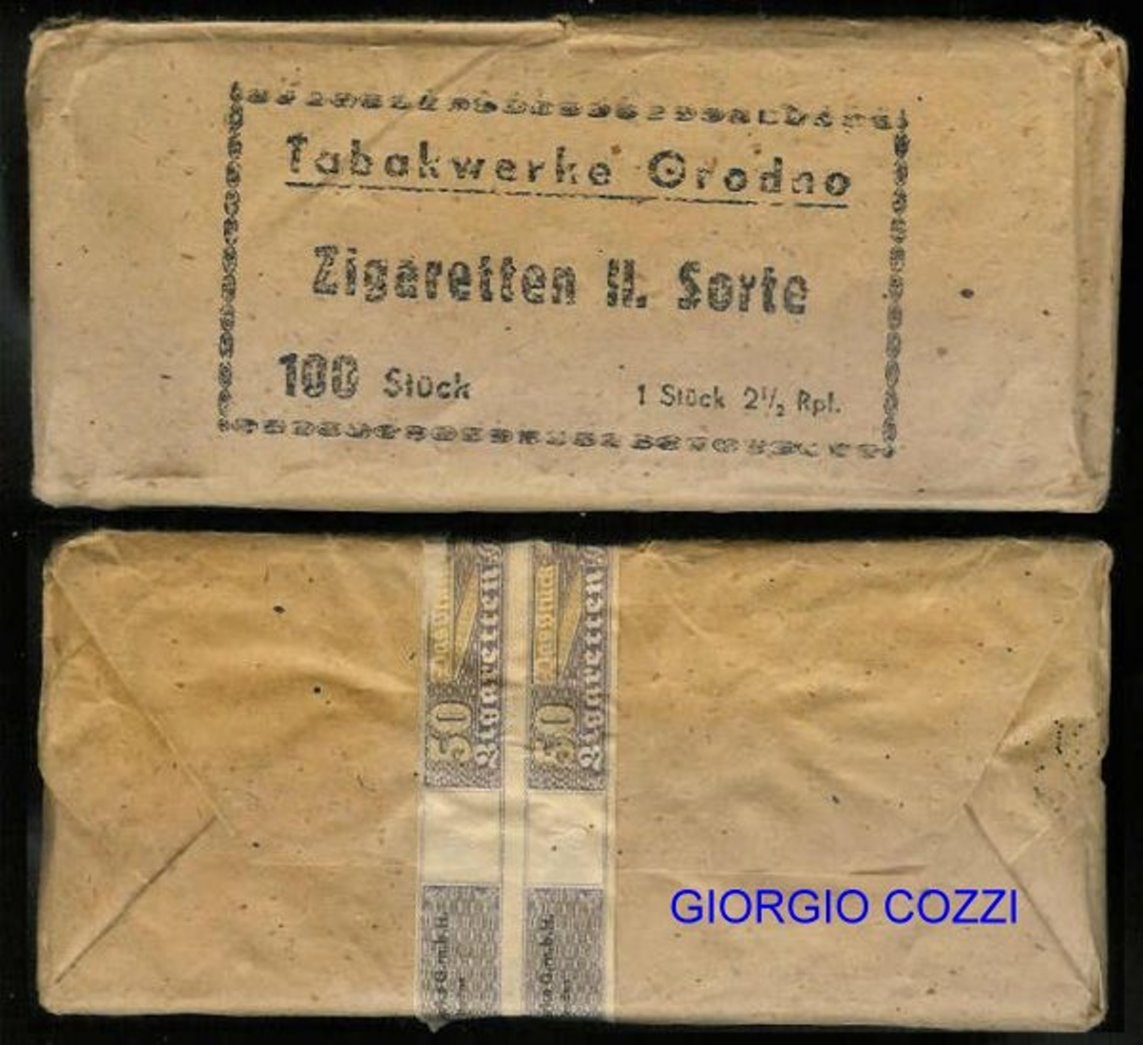 Tabakwerke Grodno
Zigaretten II. Sorte
100 Stück
1 Stück 2½ Rpf.
50
Zigaretten
50
Zigaretten
G.m.b.H.
G.m.b.H.
GIORGIO COZZI